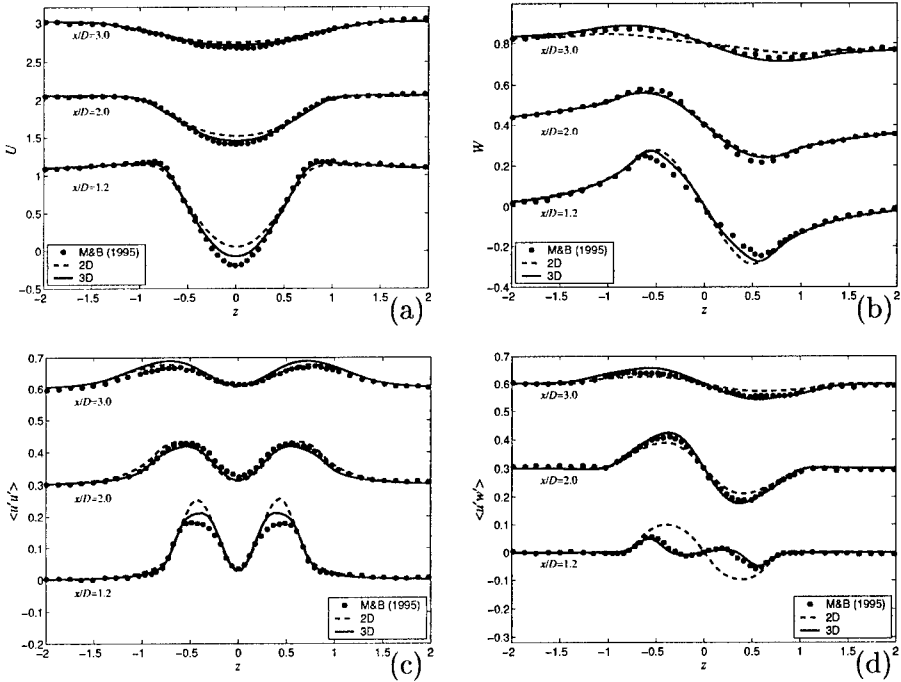 3
2.5
2
1.5
1
0.5
0
-0.5
U
x/D=3.0
x/D=2.0
x/D=1.2
M&B (1995)
2D
3D
-2 -1.5 -1 -0.5 0 0.5 1 1.5 2
z
(a)
0.8
0.6
0.4
0.2
0
-0.2
-0.4
W
x/D=3.0
x/D=2.0
x/D=1.2
M&B (1995)
2D
3D
-2 -1.5 -1 -0.5 0 0.5 1 1.5 2
z
(b)
0.7
0.6
0.5
0.4
0.3
0.2
0.1
0
-0.1
-0.2
<u'u'>
x/D=3.0
x/D=2.0
x/D=1.2
M&B (1995)
2D
3D
-2 -1.5 -1 -0.5 0 0.5 1 1.5 2
z
(c)
0.7
0.6
0.5
0.4
0.3
0.2
0.1
0
-0.1
-0.2
-0.3
<u'w'>
x/D=3.0
x/D=2.0
x/D=1.2
M&B (1995)
2D
3D
-2 -1.5 -1 -0.5 0 0.5 1 1.5 2
z
(d)